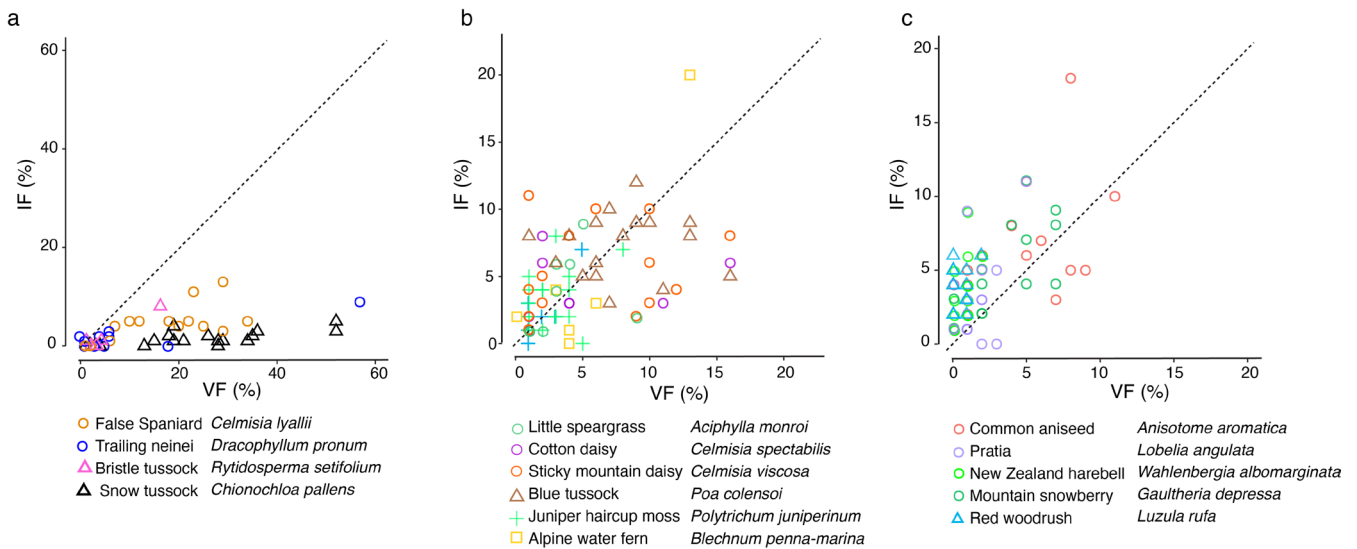 a
60
40
20
0
IF (%)
0 20 40 60
VF (%)
False Spaniard Celmisia lyallii
Trailing neinei Dracophyllum pronum
Bristle tussock Rytidosperma setifolium
Snow tussock Chionochloa pallens
b
20
15
10
5
0
IF (%)
0 5 10 15 20
VF (%)
Little speargrass Aciphylla monroi
Cotton daisy Celmisia spectabilis
Sticky mountain daisy Celmisia viscosa
Blue tussock Poa colensoi
Juniper haircup moss Polytrichum juniperinum
Alpine water fern Blechnum penna-marina
c
20
15
10
5
0
IF (%)
0 5 10 15 20
VF (%)
Common aniseed Anisotome aromatica
Pratia Lobelia angulata
New Zealand harebell Wahlenbergia albomarginata
Mountain snowberry Gaultheria depressa
Red woodrush Luzula rufa